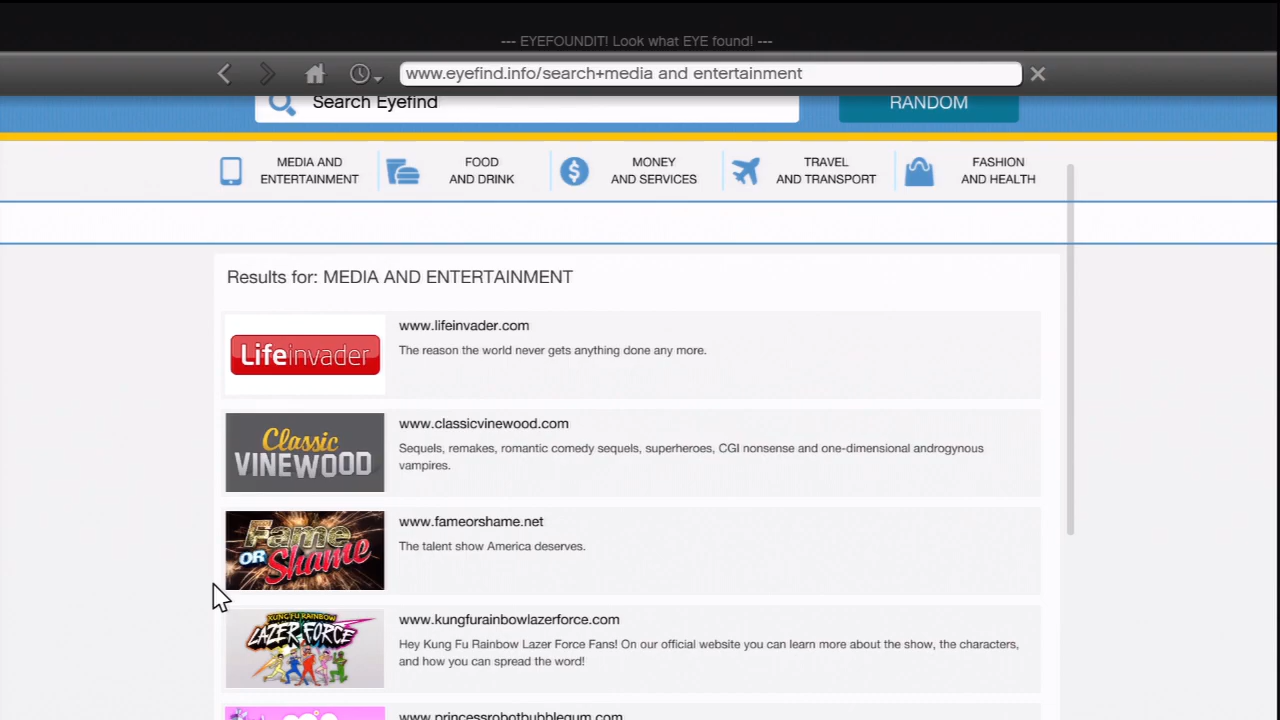 --- EYEFOUNDIT! Look what EYE found! ---
www.eyefind.info/search+media and entertainment
Search Eyefind
RANDOM
MEDIA AND
ENTERTAINMENT
FOOD
AND DRINK
MONEY
AND SERVICES
TRAVEL
AND TRANSPORT
FASHION
AND HEALTH
Results for: MEDIA AND ENTERTAINMENT
Lifeinvader
www.lifeinvader.com
The reason the world never gets anything done any more.
Classic
VINEWOOD
www.classicvinewood.com
Sequels, remakes, romantic comedy sequels, superheroes, CGI nonsense and one-dimensional androgynous
vampires.
Fame
OR Shame
www.fameorshame.net
The talent show America deserves.
KUNG FU RAINBOW
LAZER FORCE
www.kungfurainbowlazerforce.com
Hey Kung Fu Rainbow Lazer Force Fans! On our official website you can learn more about the show, the characters,
and how you can spread the word!
www.princessrobotbubblegum.com